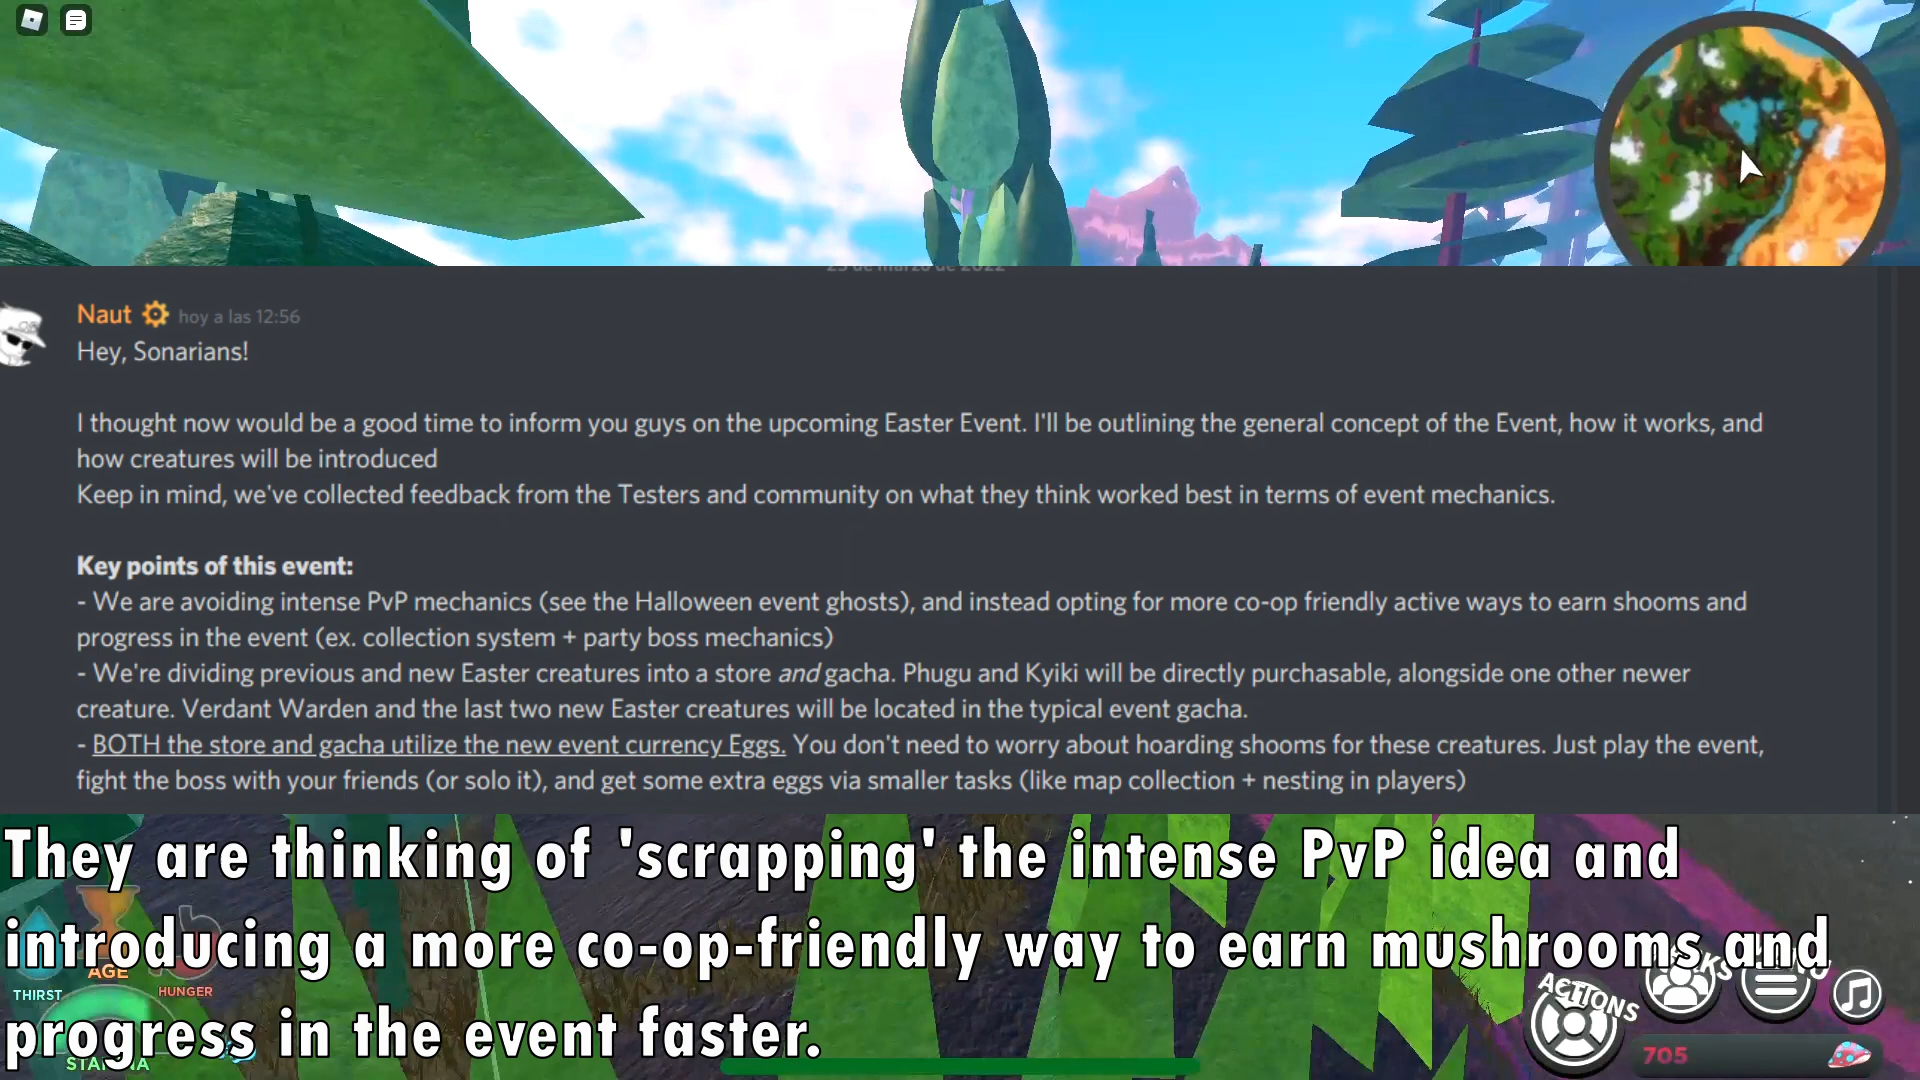 25 de marzo de 2022
Naut hoy a las 12:56
Hey, Sonarians!
I thought now would be a good time to inform you guys on the upcoming Easter Event. I'll be outlining the general concept of the Event, how it works, and
how creatures will be introduced
Keep in mind, we've collected feedback from the Testers and community on what they think worked best in terms of event mechanics.
Key points of this event:
- We are avoiding intense PvP mechanics (see the Halloween event ghosts), and instead opting for more co-op friendly active ways to earn shooms and
progress in the event (ex. collection system + party boss mechanics)
- We're dividing previous and new Easter creatures into a store and gacha. Phugu and Kyiki will be directly purchasable, alongside one other newer
creature. Verdant Warden and the last two new Easter creatures will be located in the typical event gacha.
- BOTH the store and gacha utilize the new event currency Eggs. You don't need to worry about hoarding shooms for these creatures. Just play the event,
fight the boss with your friends (or solo it), and get some extra eggs via smaller tasks (like map collection + nesting in players)
They are thinking of 'scrapping' the intense PvP idea and
introducing a more co-op-friendly way to earn mushrooms and
progress in the event faster.
AGE
THIRST
HUNGER
ACTIONS
705